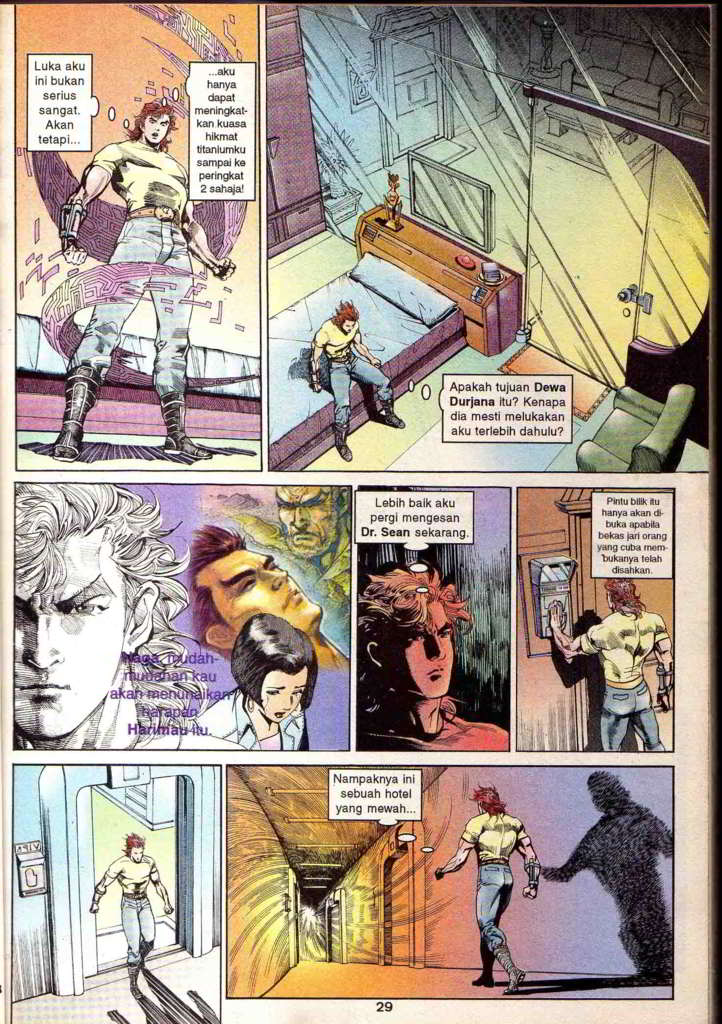 Luka aku
ini bukan
serius
sangat.
Akan
tetapi...
...aku
hanya
dapat
meningkat-
kan kuasa
hikmat
titaniumku
sampai ke
peringkat
2 sahaja!
Apakah tujuan Dewa
Durjana itu? Kenapa
dia mesti melukakan
aku terlebih dahulu?
Naga, mudah-
mudahan kau
akan menunaikan
harapan
Harimau itu.
Lebih baik aku
pergi mengesan
Dr. Sean sekarang.
Pintu bilik itu
hanya akan di-
buka apabila
bekas jari orang
yang cuba mem-
bukanya telah
disahkan.
Nampaknya ini
sebuah hotel
yang mewah...
29